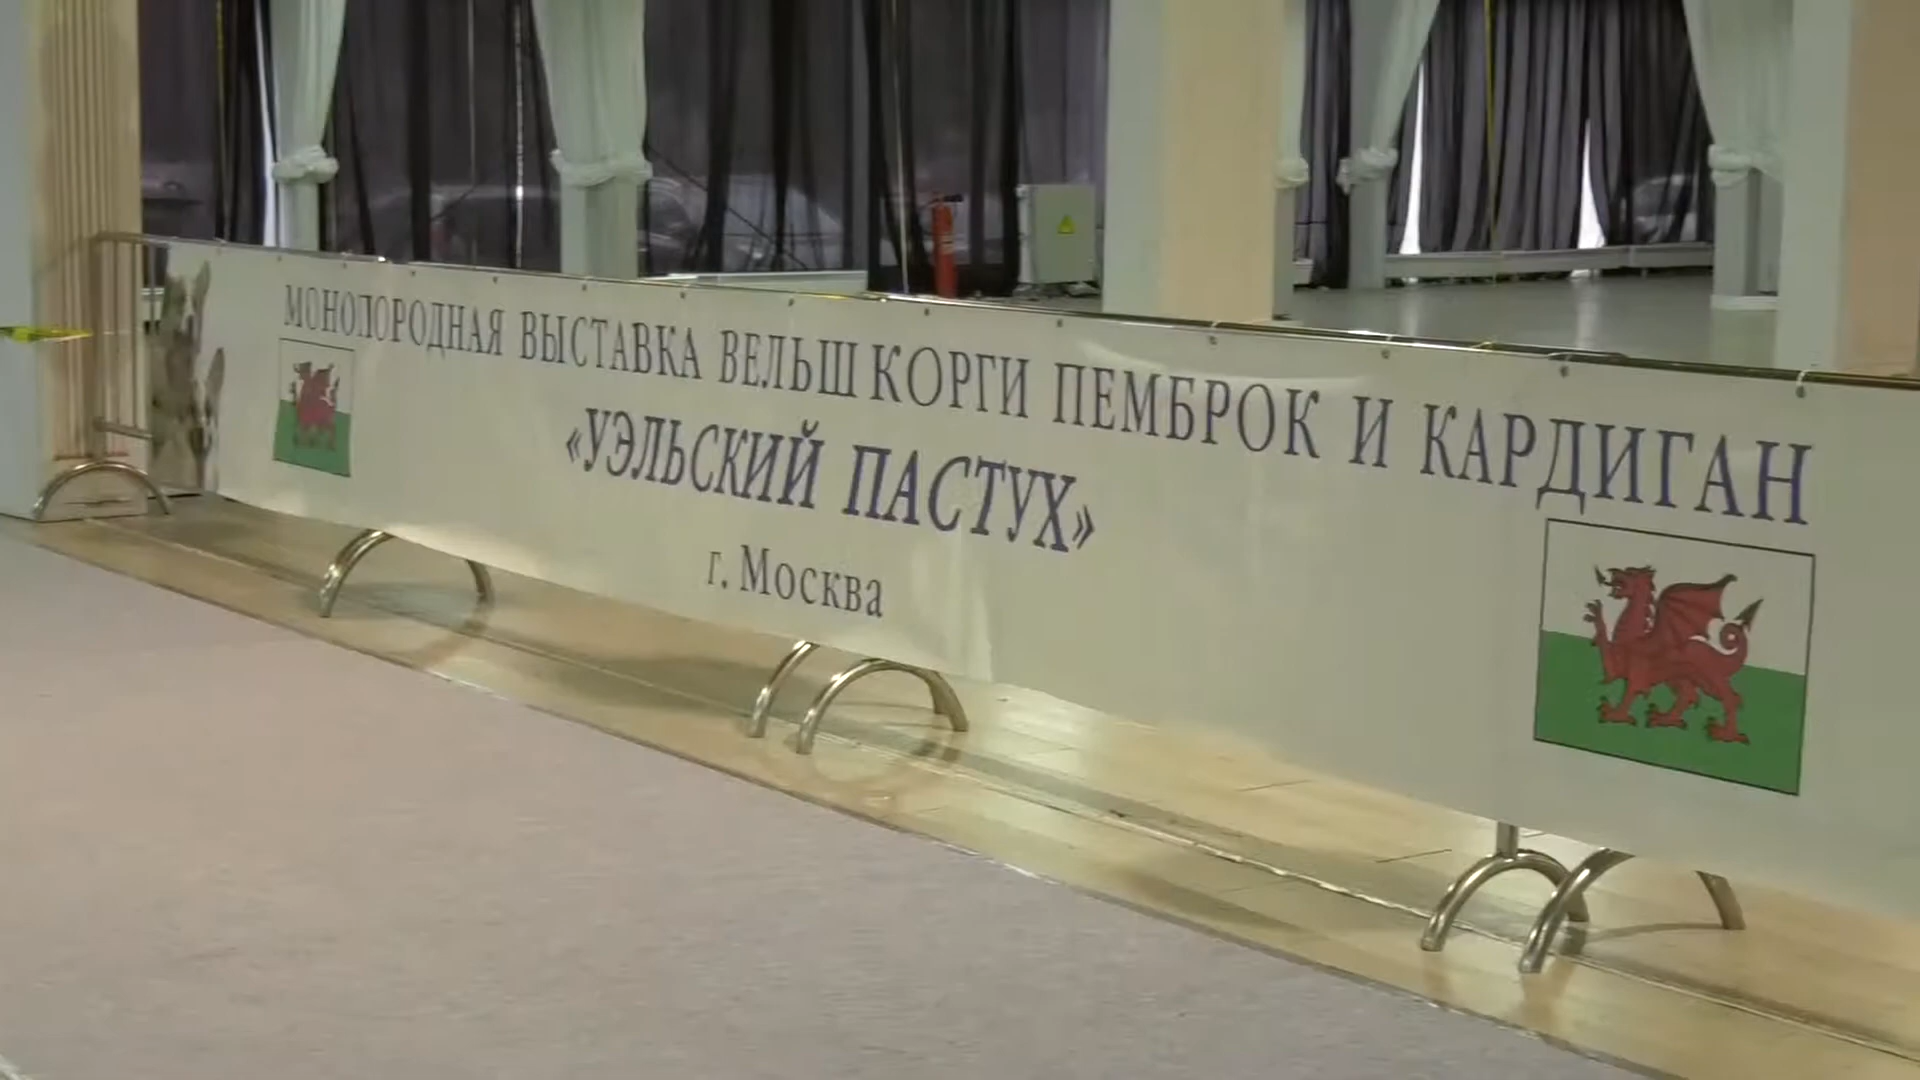 МОНОПОРОДНАЯ ВЫСТАВКА ВЕЛЬШ КОРГИ ПЕМБРОК И КАРДИГАН
«УЭЛЬСКИЙ ПАСТУХ»
г. Москва